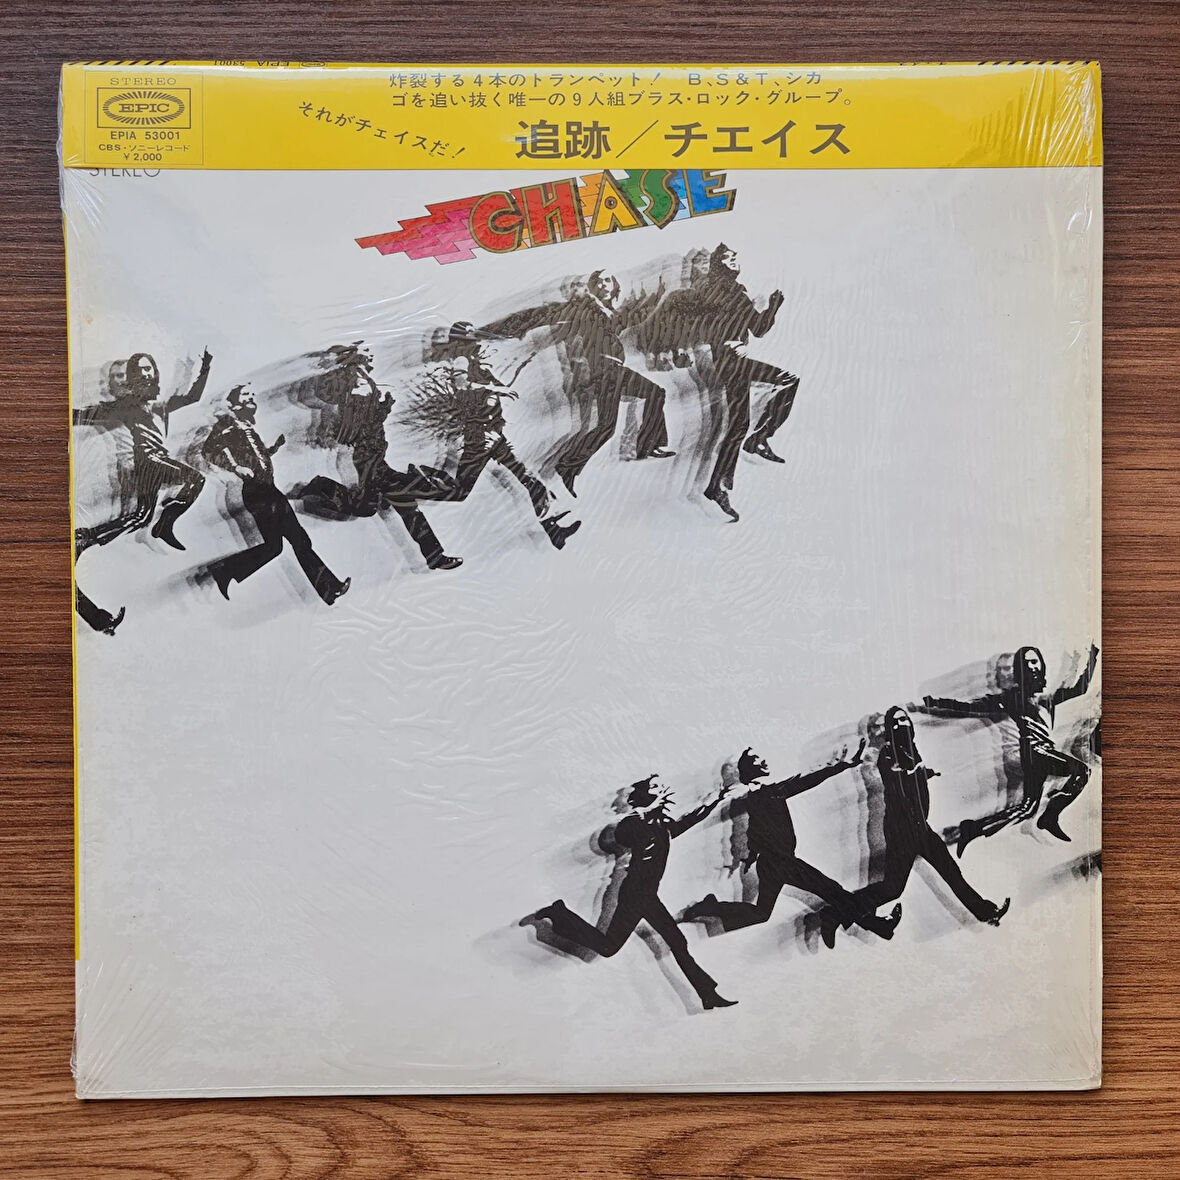 STEREO
EPIC
EPIA 53001
CBS・ソニーレコード
¥2,000
それがチェイスだ!
炸裂する4本のトランペット! B、S&T、シカ
ゴを追い抜く唯一の9人組ブラス・ロック・グループ。
追跡/チエイス
STEREO
CHASE